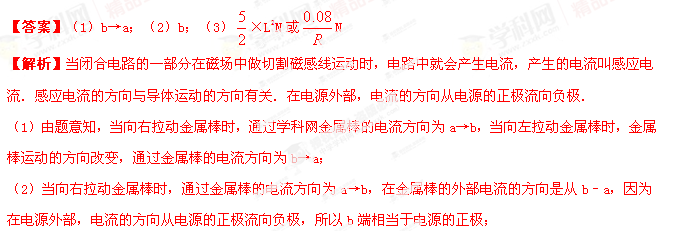 【答案】(1)b→a;(2)b;(3)5/2×L²N 或 0.08/R N
【解析】当闭合电路的一部分在磁场中做切割磁感线运动时,电路中就会产生电流,产生的电流叫感应电
流.感应电流的方向与导体运动的方向有关.在电源外部,电流的方向从电源的正极流向负极.
(1)由题意知,当向右拉动金属棒时,通过学科网金属棒的电流方向为 a→b,当向左拉动金属棒时,金属
棒运动的方向改变,通过金属棒的电流方向为 b→a;
(2)当向右拉动金属棒时,通过金属棒的电流方向为 a→b,在金属棒的外部电流的方向是从 b﹣a,因为
在电源外部,电流的方向从电源的正极流向负极,所以 b 端相当于电源的正极;